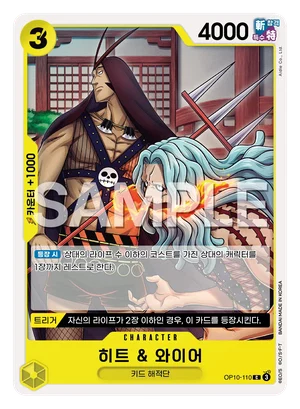 3
4000
카운터 +1000
SAMPLE
등장 시 상대의 라이프 수 이하의 코스트를 가진 상대의 캐릭터를
1장까지 레스트로 한다.
트리거 자신의 라이프가 2장 이하인 경우, 이 카드를 등장시킨다.
CHARACTER
히트 & 와이어
키드 해적단
OP10-110 C
BANDAI MADE IN KOREA